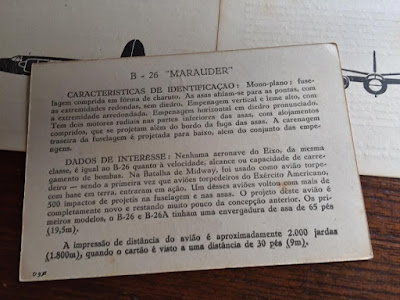 B - 26 "MARAUDER"
CARACTERISTICAS DE IDENTIFICAÇAO: Mono-plano: fuse-
lagem comprida em fórma de charuto. As asas afilam-se para as pontas, com
as extremidades redondas, sem diedro. Empenagem vertical e leme alto, com
a extremidade arredondada. Empenagem horizontal em diedro pronunciado.
Tem dois motores radiais nas partes inferiores das asas, com alojamentos
compridos, que se projetam além do bordo da fuga das asas. A carenagem
traseira da fuselagem é projetada para baixo, além do conjunto das empe-
nagens.
DADOS DE INTERESSE: Nenhuma aeronave do Eixo, da mesma
classe, é igual ao B-26 quanto à velocidade, alcance ou capacidade de carre-
gamento de bombas. Na Batalha de Midway, foi usado como avião torpe-
deiro — sendo a primeira vez que aviões torpedeiros do Exército Americano,
com base em terra, entraram em ação. Um dêsses aviões voltou com mais de
500 impactos de projetis na fuselagem e nas asas. O projeto deste avião é
completamente novo e restando muito pouco da concepção anterior. Os pri-
meiros modelos, o B-26 e B-26A tinham uma envergadura de asa de 65 pés
(19,5m).
A impressão de distância do avião é aproximadamente 2.000 jardas
(1.800m), quando o cartão é visto a uma distância de 30 pés (9m).